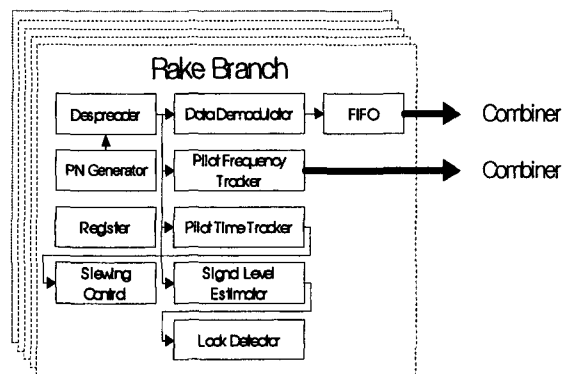 Rake Branch
Despreader
Data Demodulator
FIFO
Combiner
PN Generator
Pilot Frequency
Tracker
Combiner
Register
Pilot Time Tracker
Slewing
Control
Signal Level
Estimator
Lock Detector